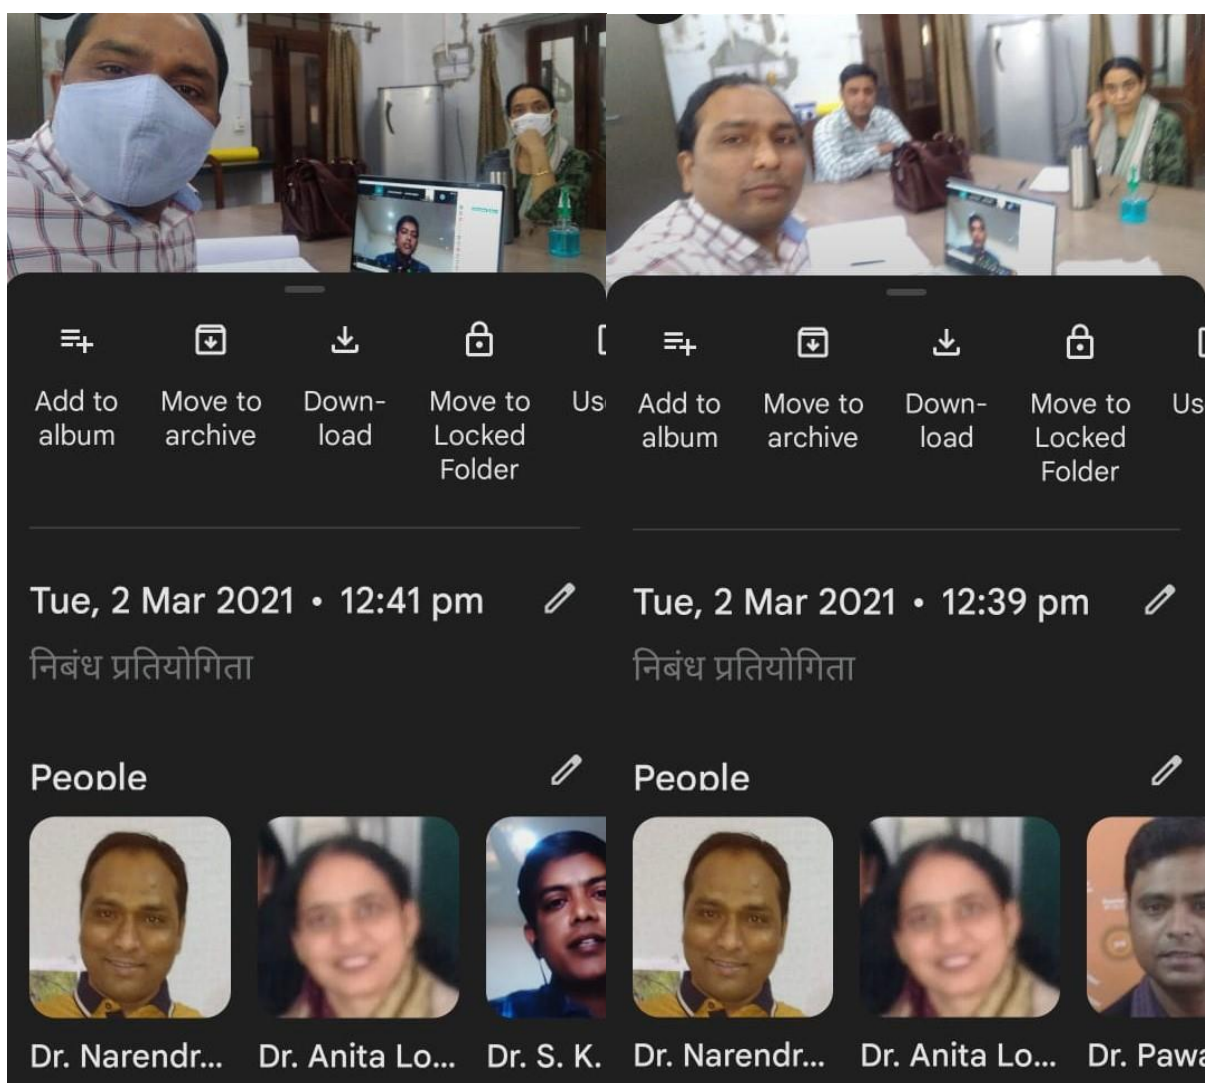 Add to album
Move to archive
Down-
load
Move to Locked Folder
Us
Tue, 2 Mar 2021 • 12:41 pm
निबंध प्रतियोगिता
People
Dr. Narendr...
Dr. Anita Lo...
Dr. S. K.
Add to album
Move to archive
Down-
load
Move to Locked Folder
Us
Tue, 2 Mar 2021 • 12:39 pm
निबंध प्रतियोगिता
People
Dr. Narendr...
Dr. Anita Lo...
Dr. Pawa